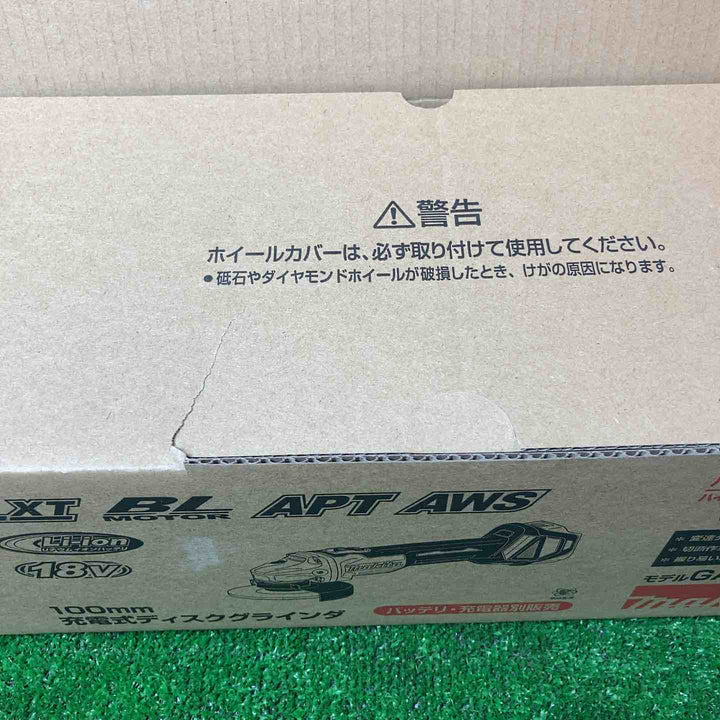 ⚠警告
ホイールカバーは、必ず取り付けて使用してください。
● 砥石やダイヤモンドホイールが破損したとき、けがの原因になります。
XT BL MOTOR APT AWS
Li-ion
18V
makita
100mm
充電式ディスクグラインダ
バッテリ・充電器別販売
モデル GA